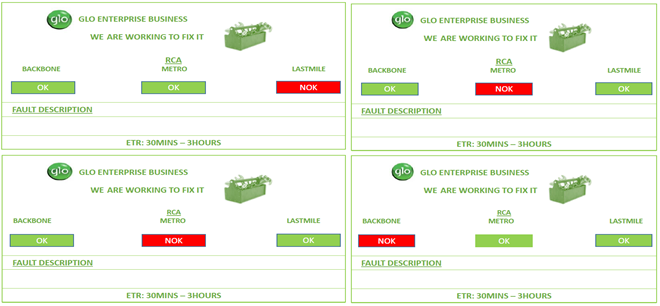 glo GLO ENTERPRISE BUSINESS
WE ARE WORKING TO FIX IT
RCA
BACKBONE METRO LASTMILE
OK OK NOK
FAULT DESCRIPTION
ETR: 30MINS – 3HOURS
glo GLO ENTERPRISE BUSINESS
WE ARE WORKING TO FIX IT
RCA
BACKBONE METRO LASTMILE
OK NOK OK
FAULT DESCRIPTION
ETR: 30MINS – 3HOURS
glo GLO ENTERPRISE BUSINESS
WE ARE WORKING TO FIX IT
RCA
BACKBONE METRO LASTMILE
OK NOK OK
FAULT DESCRIPTION
ETR: 30MINS – 3HOURS
glo GLO ENTERPRISE BUSINESS
WE ARE WORKING TO FIX IT
RCA
BACKBONE METRO LASTMILE
NOK OK OK
FAULT DESCRIPTION
ETR: 30MINS – 3HOURS